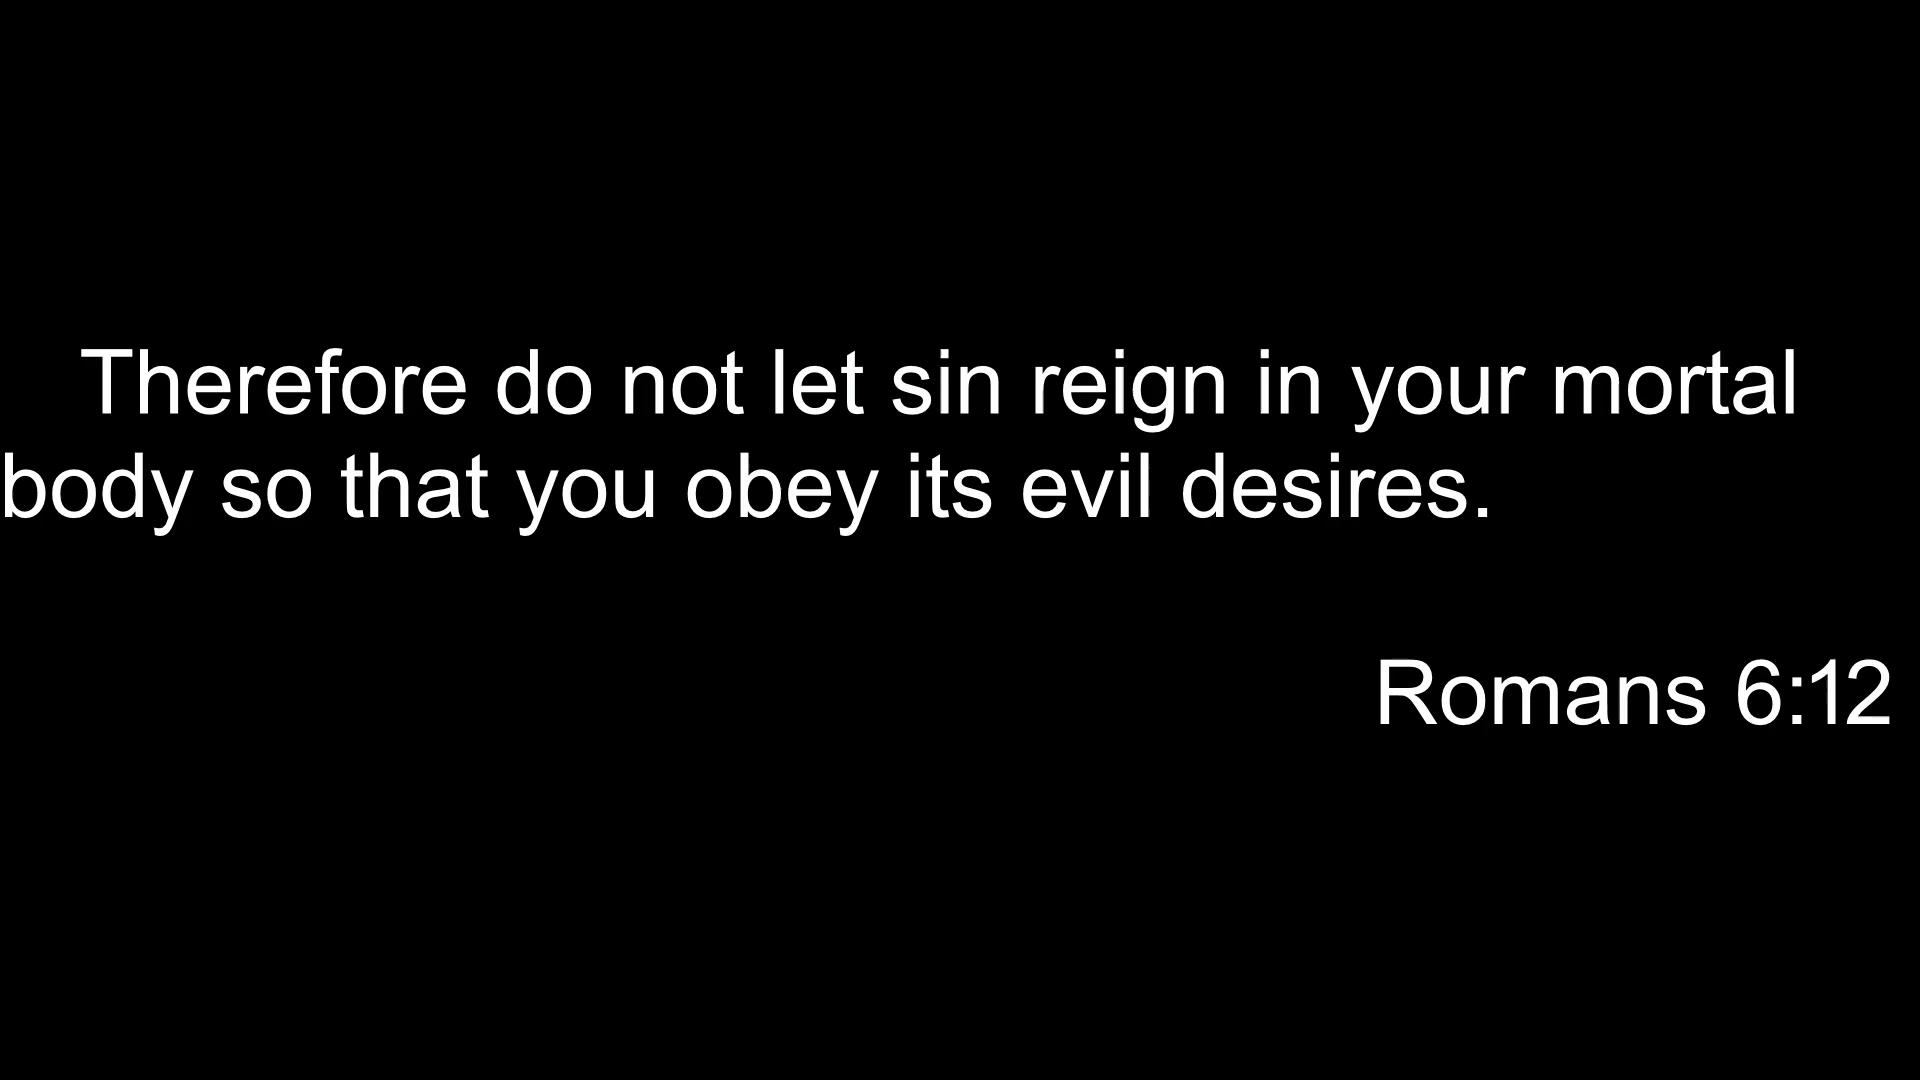 Therefore do not let sin reign in your mortal
body so that you obey its evil desires.
Romans 6:12